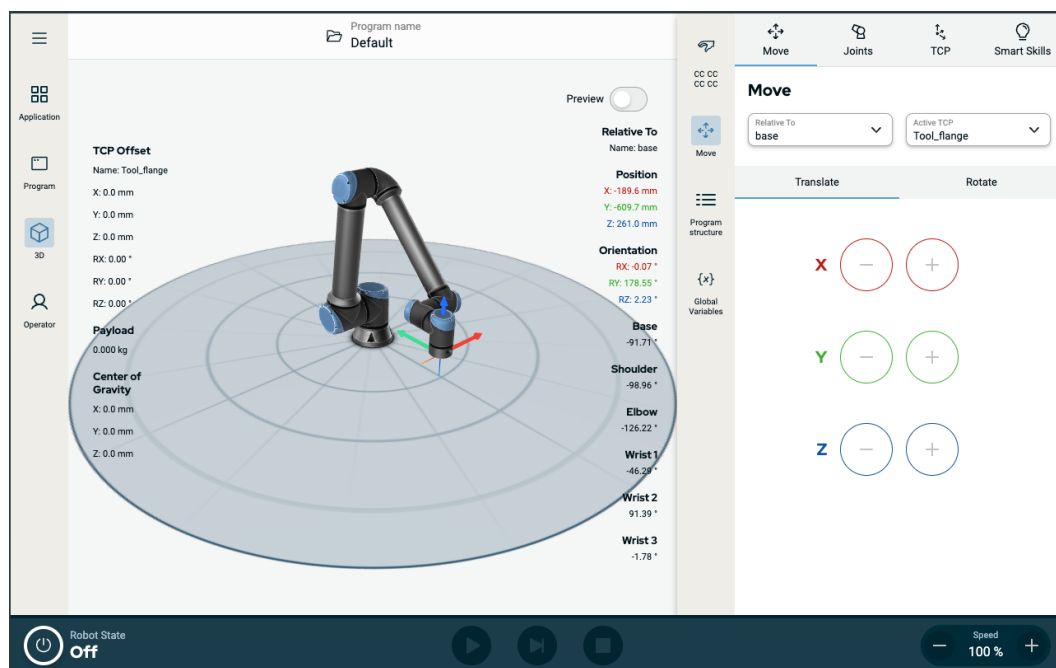 Program name
Default
Application
Program
3D
Operator
Preview
TCP Offset
Name: Tool_flange
X: 0.0 mm
Y: 0.0 mm
Z: 0.0 mm
RX: 0.00 °
RY: 0.00 °
RZ: 0.00 °
Payload
0.000 kg
Center of
Gravity
X: 0.0 mm
Y: 0.0 mm
Z: 0.0 mm
Relative To
Name: base
Position
X: -189.6 mm
Y: -609.7 mm
Z: 261.0 mm
Orientation
RX: -0.07 °
RY: 178.55 °
RZ: 2.23 °
Base
-91.71 °
Shoulder
-98.96 °
Elbow
-126.22 °
Wrist 1
-46.29 °
Wrist 2
91.39 °
Wrist 3
-1.78 °
CC CC
CC CC
Move
Program
structure
{x}
Global
Variables
Move
Joints
TCP
Smart Skills
Move
Relative To
base
Active TCP
Tool_flange
Translate
Rotate
X − +
Y − +
Z − +
Robot State
Off
Speed
− 100 % +